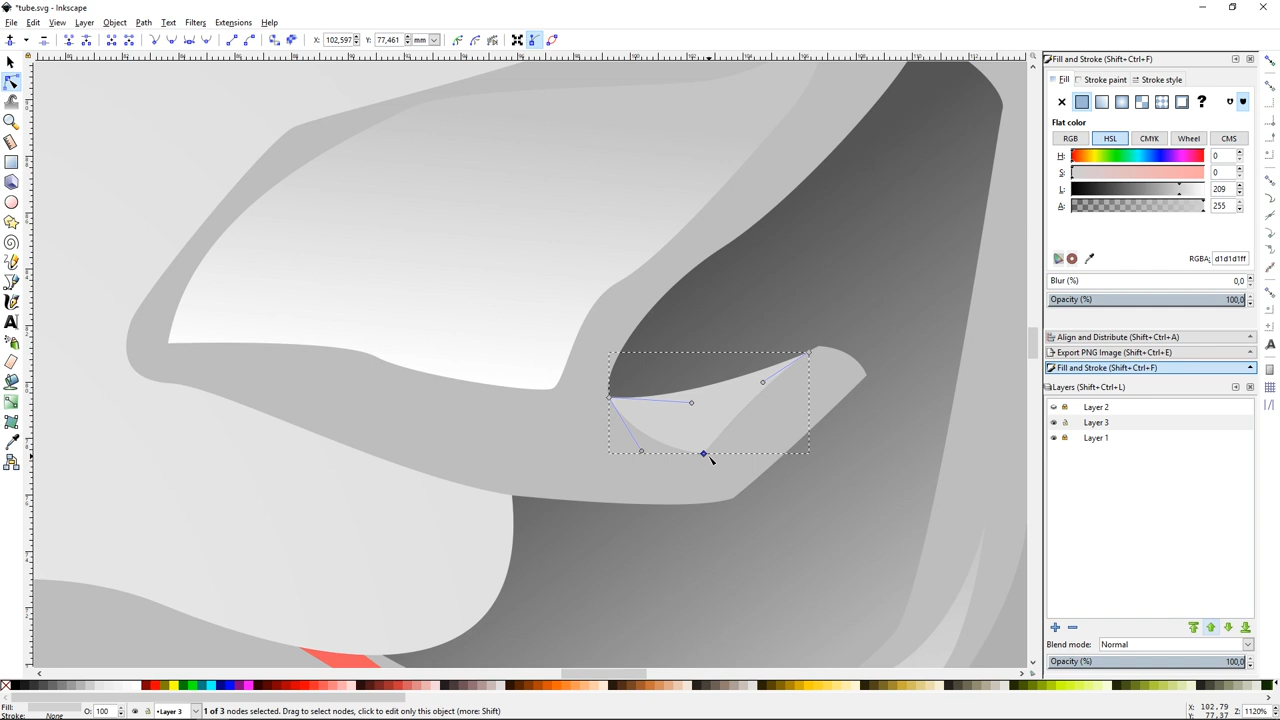 *tube.svg - Inkscape
File Edit View Layer Object Path Text Filters Extensions Help
X: 102,597 Y: 77,461 mm
Fill and Stroke (Shift+Ctrl+F)
Fill Stroke paint Stroke style
?
Flat color
RGB HSL CMYK Wheel CMS
H: 0
S: 0
L: 209
A: 255
RGBA: d1d1d1ff
Blur (%) 0,0
Opacity (%) 100,0
Align and Distribute (Shift+Ctrl+A)
Export PNG Image (Shift+Ctrl+E)
Fill and Stroke (Shift+Ctrl+F)
Layers (Shift+Ctrl+L)
Layer 2
Layer 3
Layer 1
Blend mode: Normal
Opacity (%) 100,0
Fill:
Stroke: None
O: 100
•Layer 3
1 of 3 nodes selected. Drag to select nodes, click to edit only this object (more: Shift)
X: 102,79
Y: 77,37
Z: 1120%